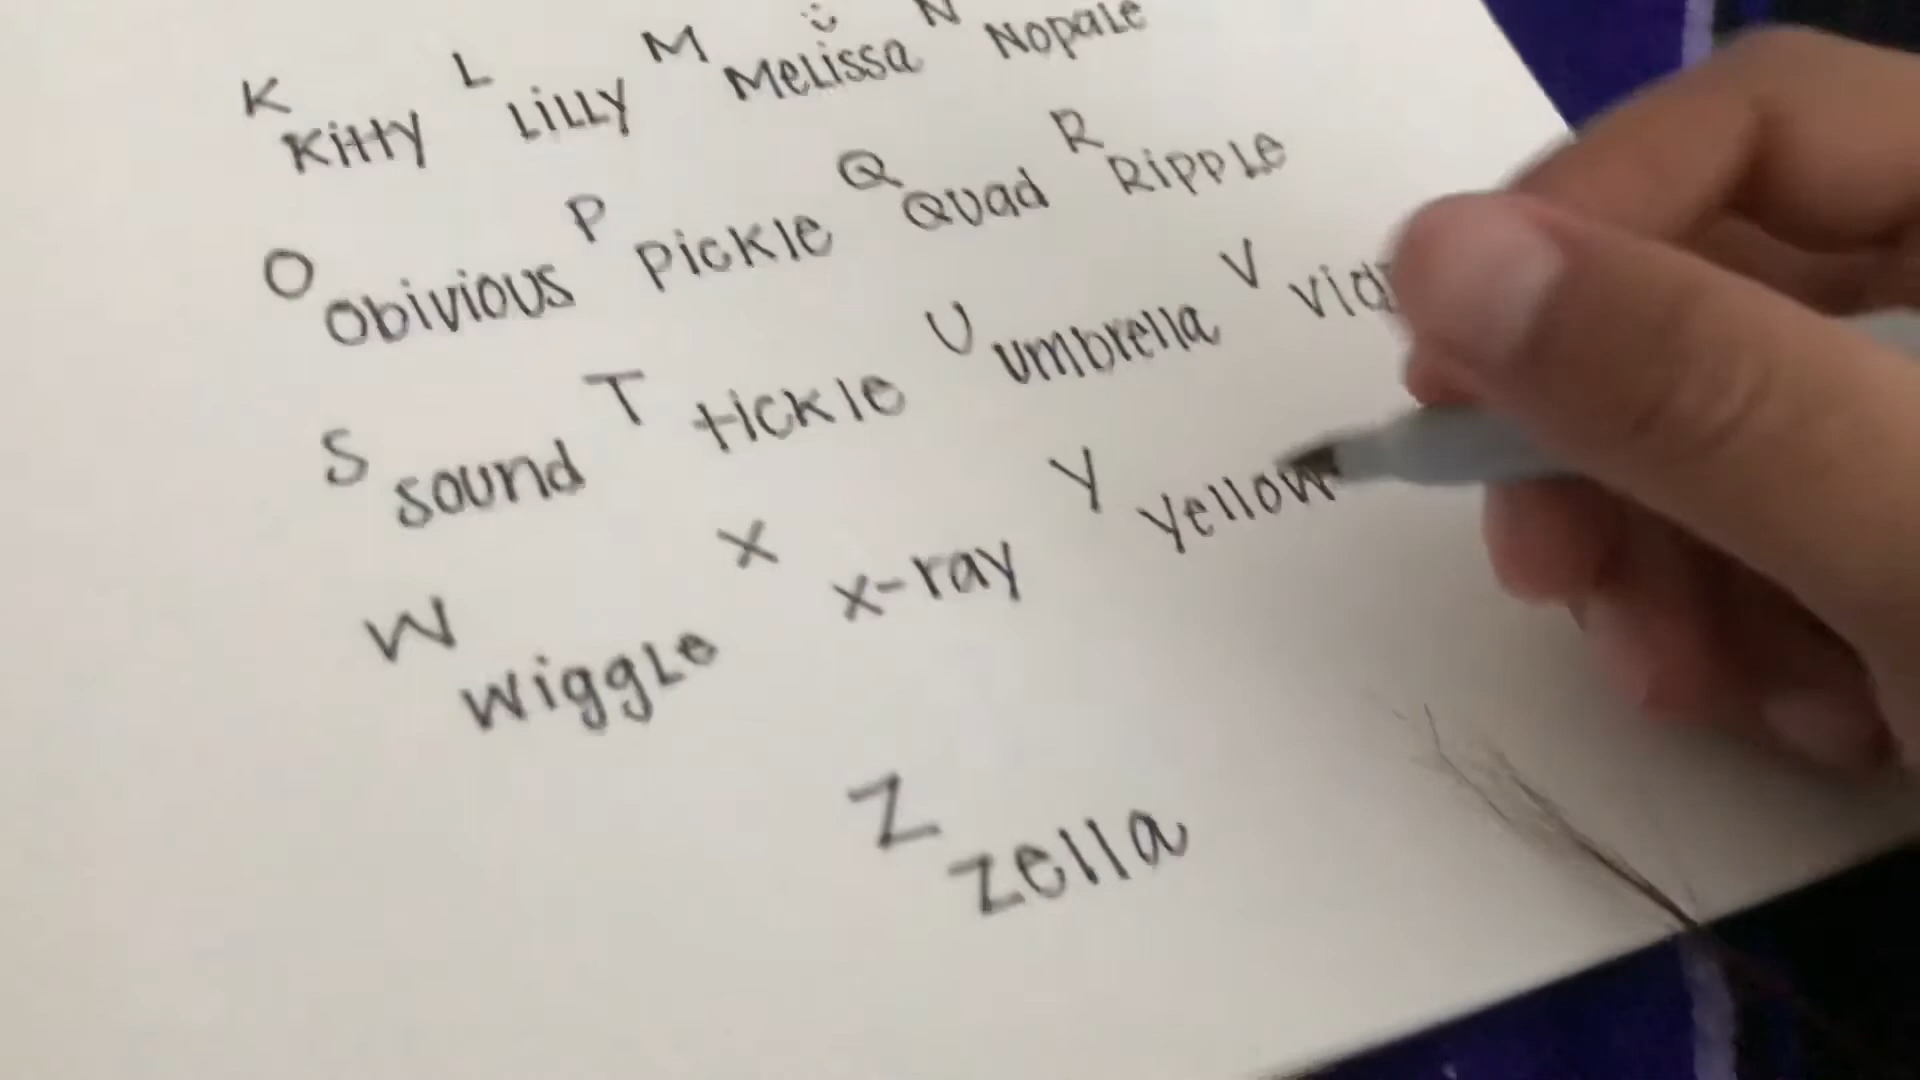 K Kitty L Lilly M Melissa N Nopale
O Obivious P Pickle Q Quad R Ripple
S sound T tickle U umbrella V
W Wiggle X x-ray Y Yellow
Z Zella